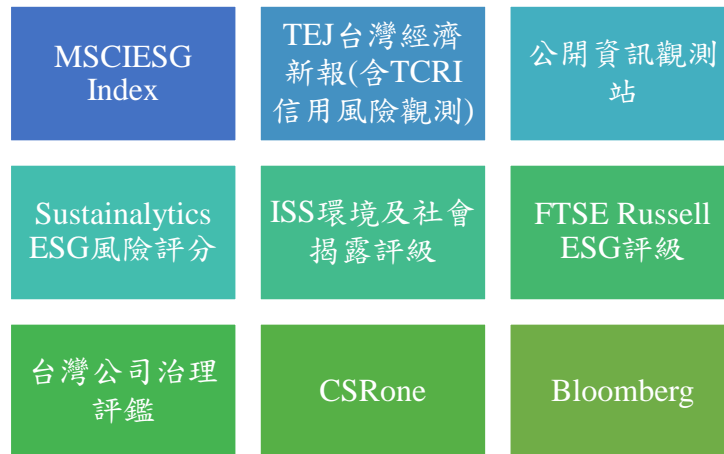 MSCIESG
Index
TEJ台灣經濟
新報(含TCRI
信用風險觀測)
公開資訊觀測
站
Sustainalytics
ESG風險評分
ISS環境及社會
揭露評級
FTSE Russell
ESG評級
台灣公司治理
評鑑
CSRone
Bloomberg